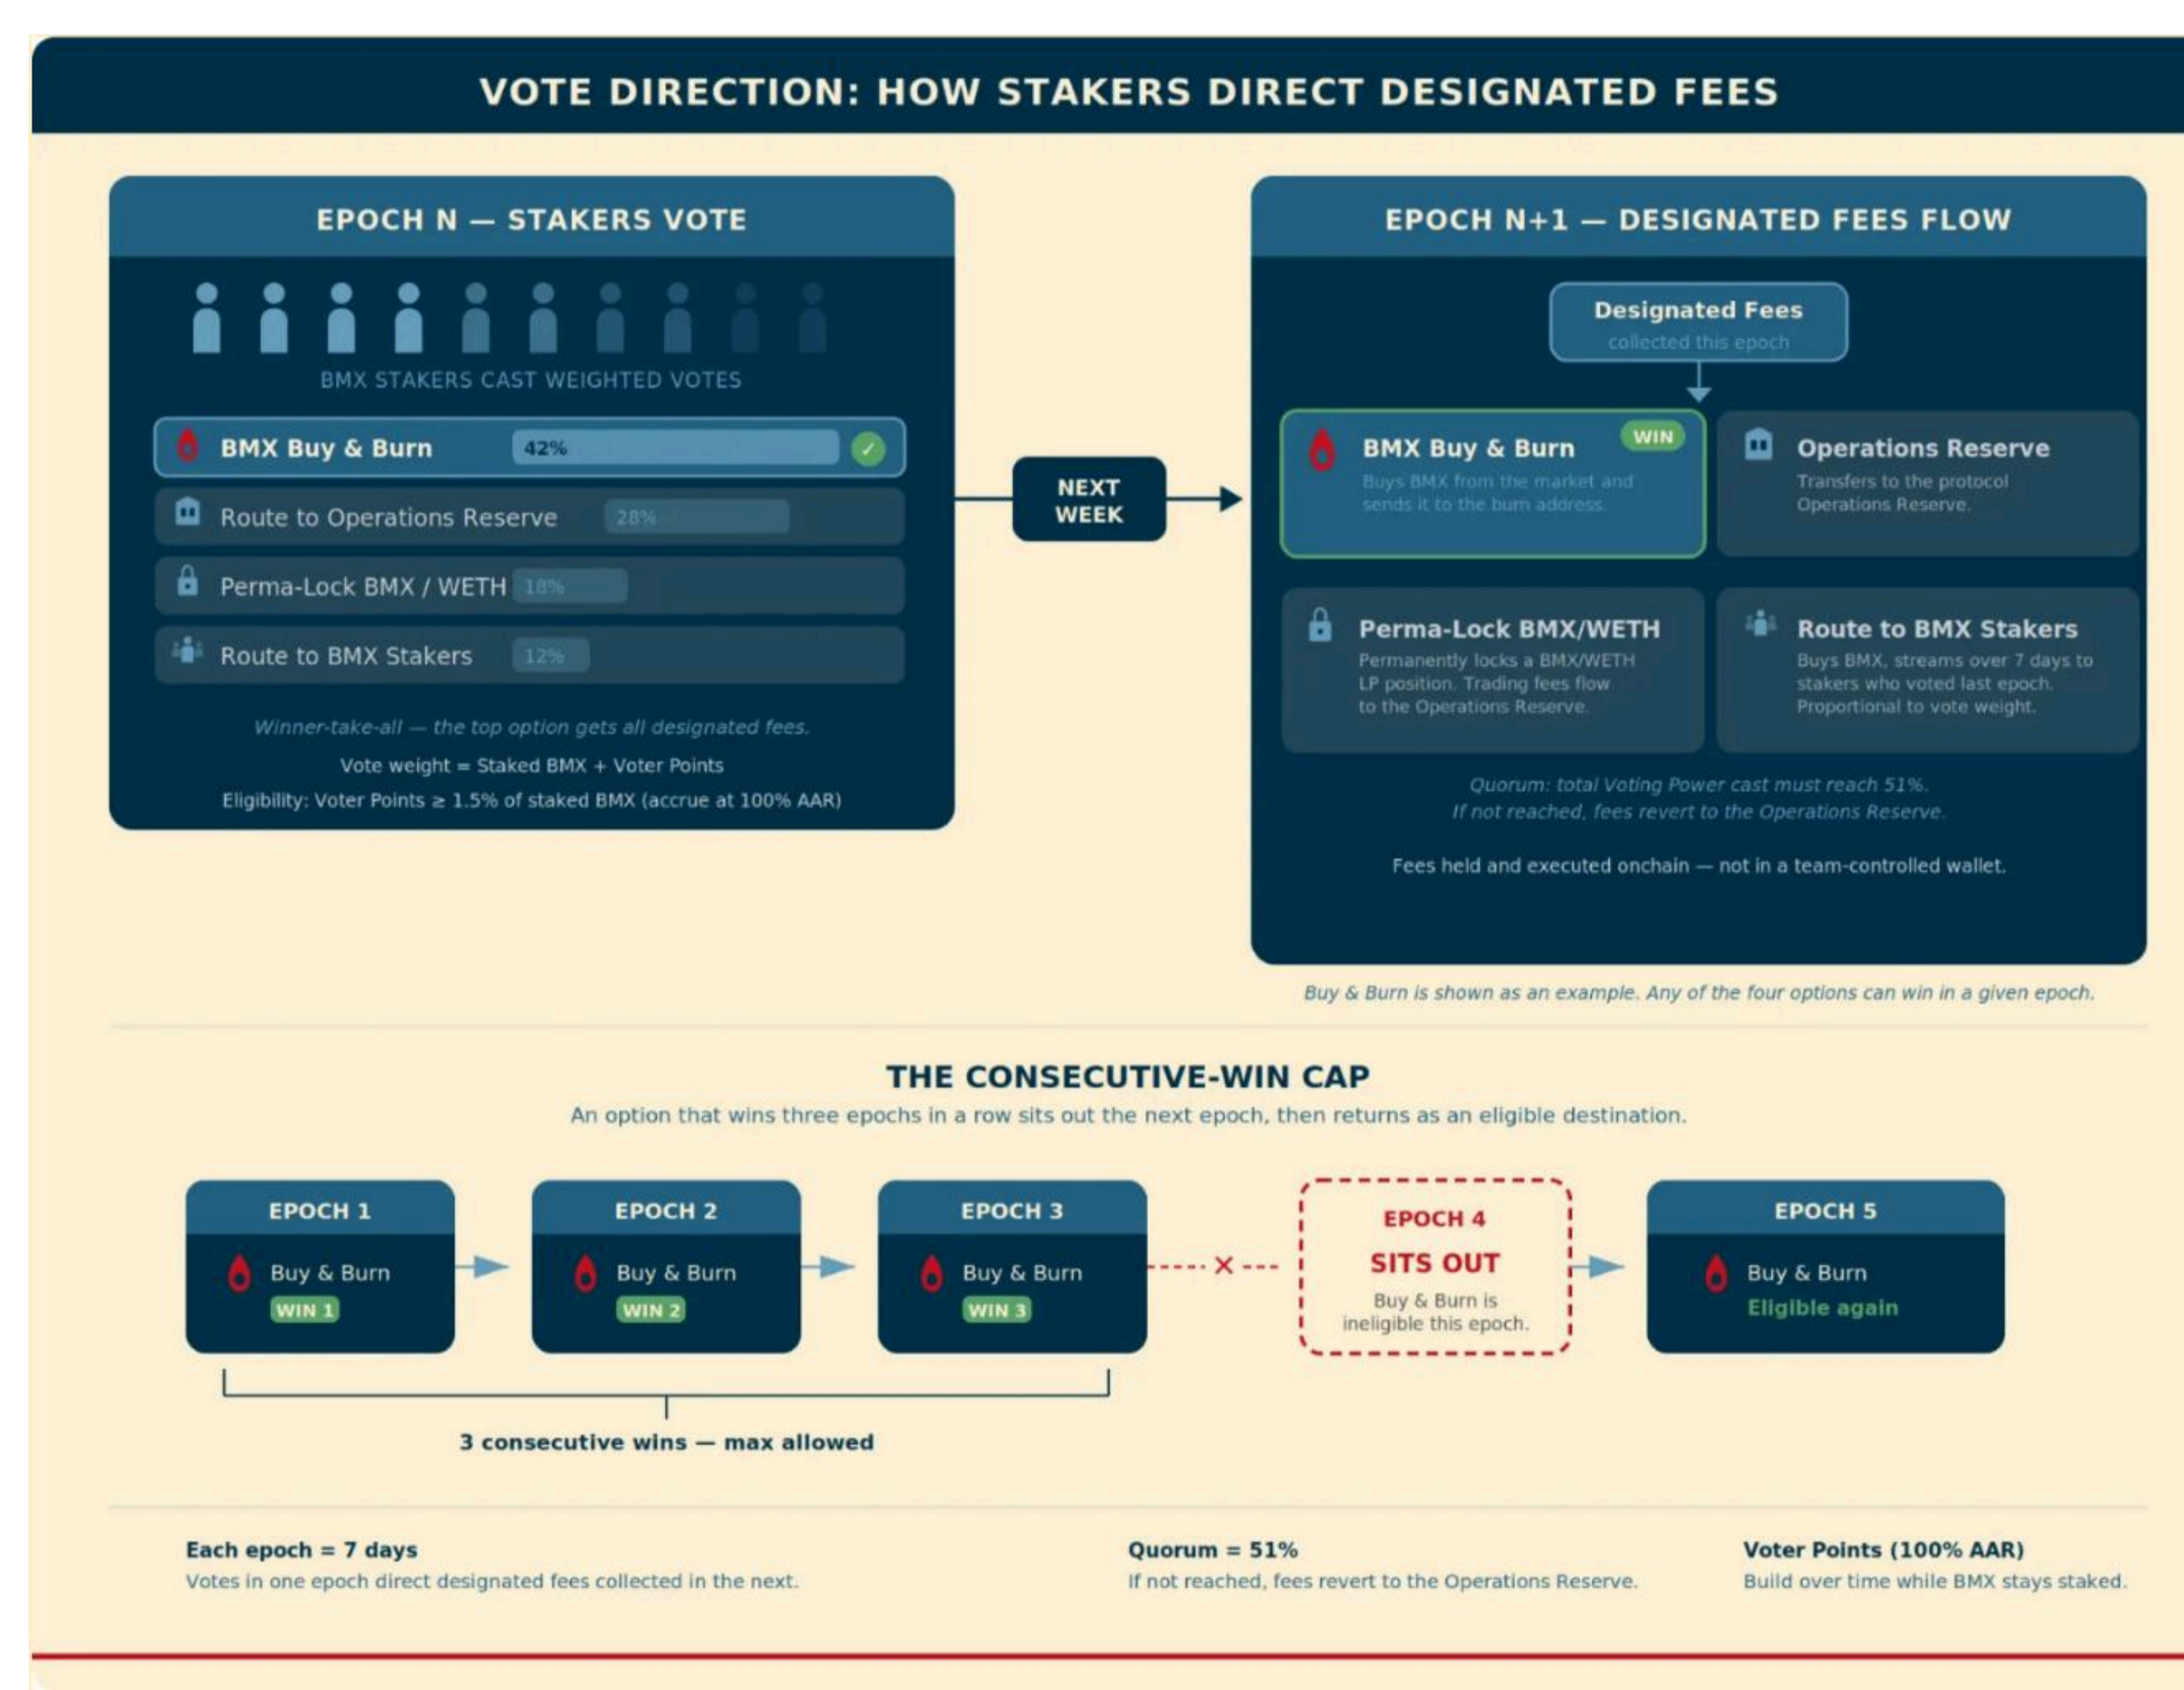 VOTE DIRECTION: HOW STAKERS DIRECT DESIGNATED FEES
EPOCH N — STAKERS VOTE
BMX STAKERS CAST WEIGHTED VOTES
BMX Buy & Burn 42% ✓
Route to Operations Reserve 28%
Perma-Lock BMX / WETH 18%
Route to BMX Stakers 12%
Winner-take-all — the top option gets all designated fees.
Vote weight = Staked BMX + Voter Points
Eligibility: Voter Points ≥ 1.5% of staked BMX (accrue at 100% AAR)
NEXT
WEEK
EPOCH N+1 — DESIGNATED FEES FLOW
Designated Fees
collected this epoch
BMX Buy & Burn WIN
Buys BMX from the market and
sends it to the burn address.
Operations Reserve
Transfers to the protocol
Operations Reserve.
Perma-Lock BMX/WETH
Permanently locks a BMX/WETH
LP position. Trading fees flow
to the Operations Reserve.
Route to BMX Stakers
Buys BMX, streams over 7 days to
stakers who voted last epoch.
Proportional to vote weight.
Quorum: total Voting Power cast must reach 51%.
If not reached, fees revert to the Operations Reserve.
Fees held and executed onchain — not in a team-controlled wallet.
Buy & Burn is shown as an example. Any of the four options can win in a given epoch.
THE CONSECUTIVE-WIN CAP
An option that wins three epochs in a row sits out the next epoch, then returns as an eligible destination.
EPOCH 1
Buy & Burn
WIN 1
EPOCH 2
Buy & Burn
WIN 2
EPOCH 3
Buy & Burn
WIN 3
EPOCH 4
SITS OUT
Buy & Burn is
ineligible this epoch.
EPOCH 5
Buy & Burn
Eligible again
3 consecutive wins — max allowed
Each epoch = 7 days
Votes in one epoch direct designated fees collected in the next.
Quorum = 51%
If not reached, fees revert to the Operations Reserve.
Voter Points (100% AAR)
Build over time while BMX stays staked.